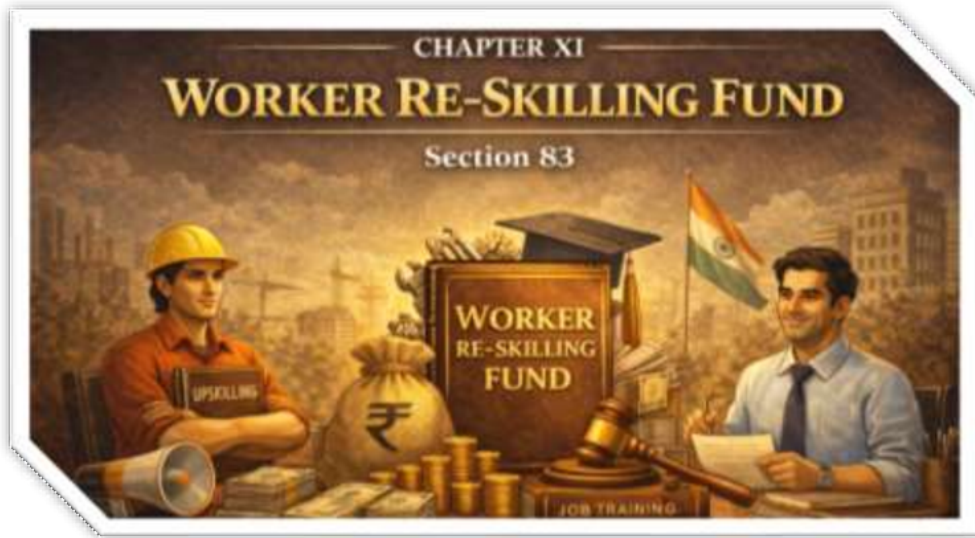 CHAPTER XI
WORKER RE-SKILLING FUND
Section 83
WORKER
RE-SKILLING
FUND
UPSKILLING
₹
JOB TRAINING